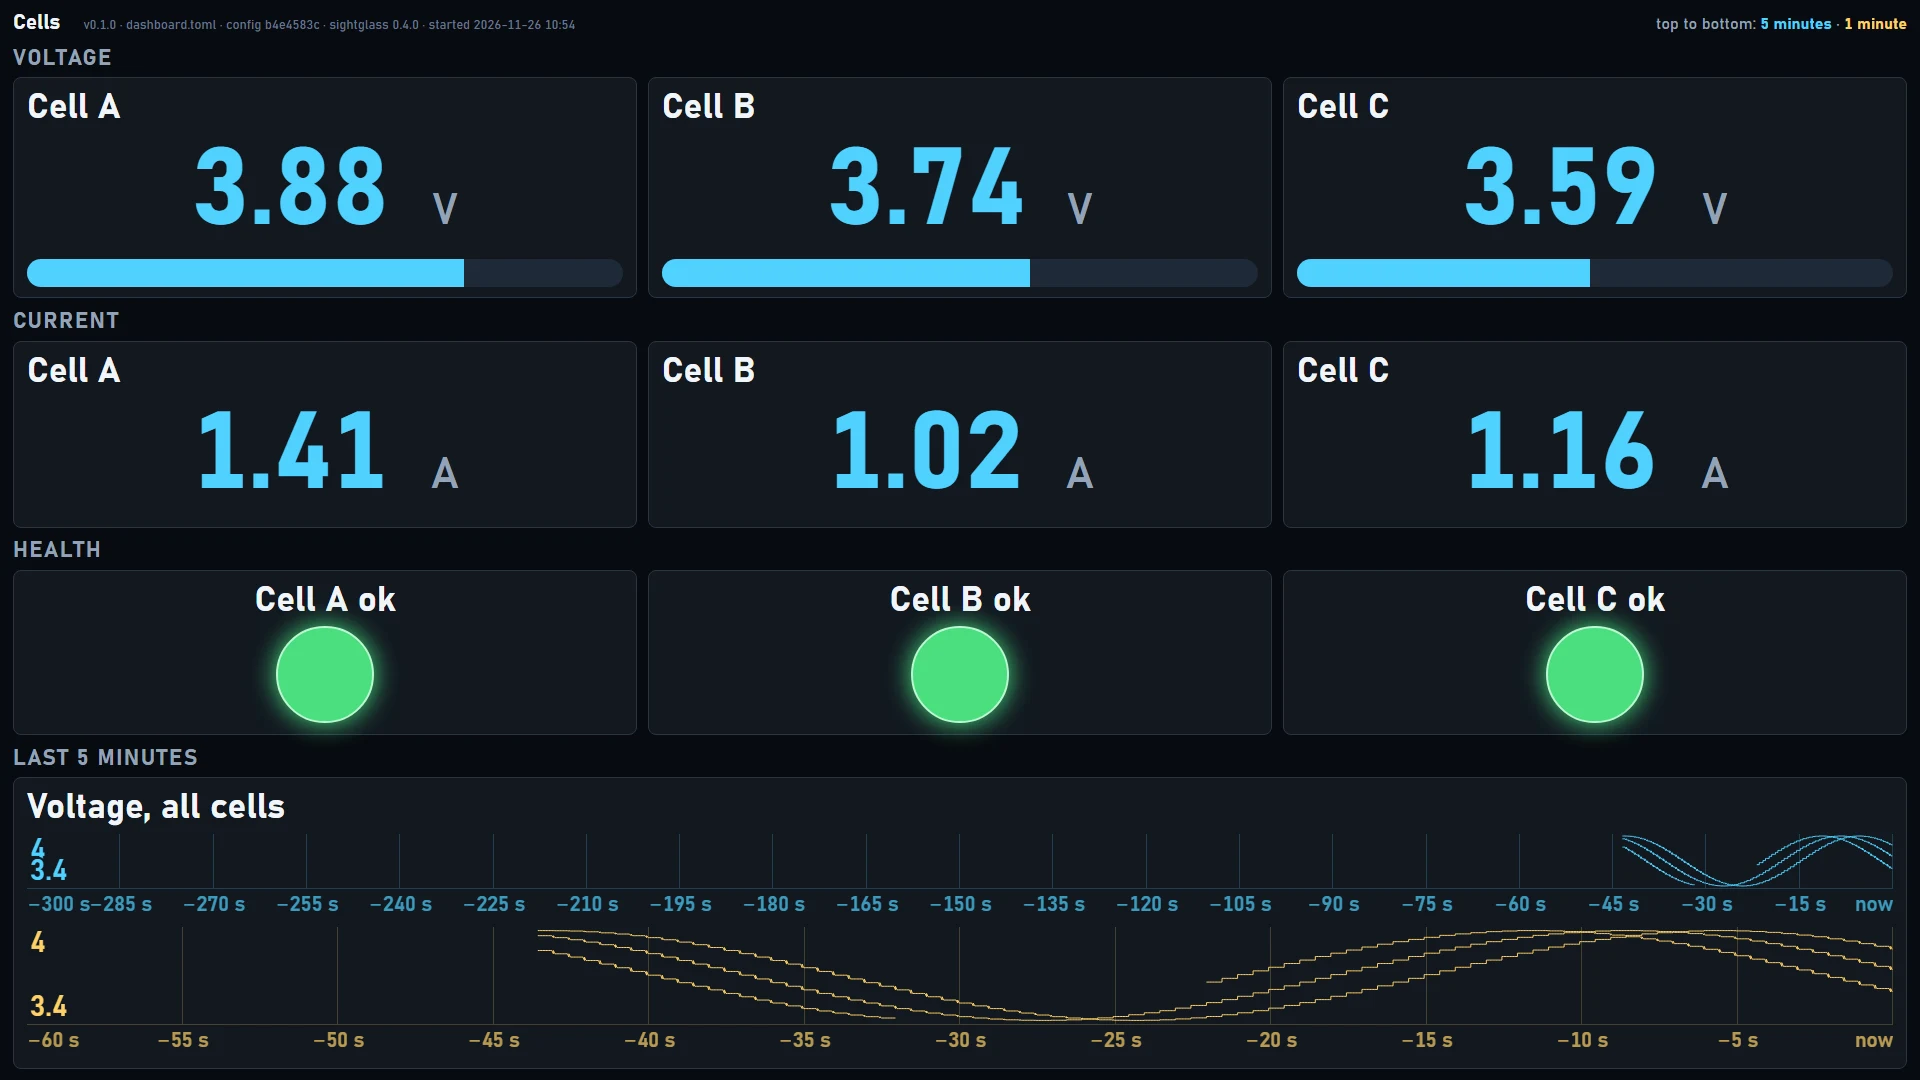 Cells v0.1.0 · dashboard.toml · config b4e4583c · sightglass 0.4.0 · started 2026-11-26 10:54 top to bottom: 5 minutes · 1 minute
VOLTAGE
Cell A
3.88 V
Cell B
3.74 V
Cell C
3.59 V
CURRENT
Cell A
1.41 A
Cell B
1.02 A
Cell C
1.16 A
HEALTH
Cell A ok
Cell B ok
Cell C ok
LAST 5 MINUTES
Voltage, all cells
4
3.4
−300 s −285 s −270 s −255 s −240 s −225 s −210 s −195 s −180 s −165 s −150 s −135 s −120 s −105 s −90 s −75 s −60 s −45 s −30 s −15 s now
4
3.4
−60 s −55 s −50 s −45 s −40 s −35 s −30 s −25 s −20 s −15 s −10 s −5 s now